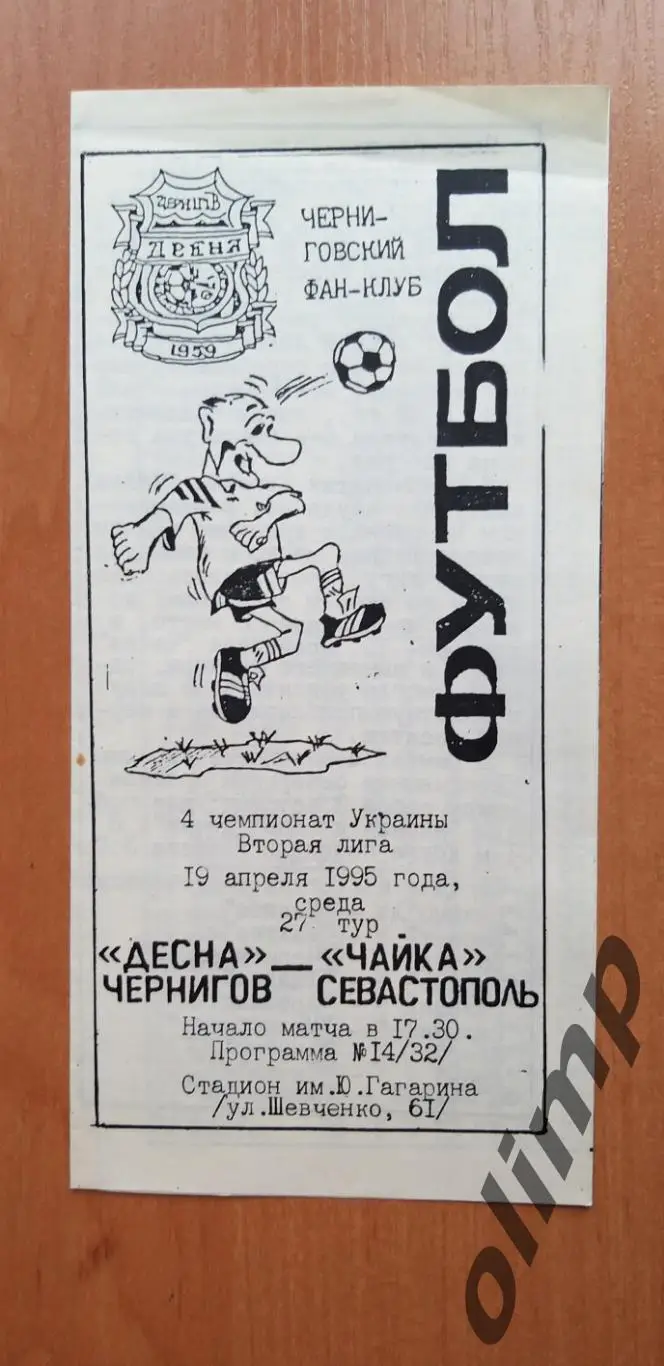 ЧЕРНІГІВ
ДЕСНА
1959
ЧЕРНИ-
ГОВСКИЙ
ФАН-КЛУБ
ФУТБОЛ
4 чемпионат Украины
Вторая лига
19 апреля 1995 года,
среда
27 тур
«ДЕСНА» — «ЧАЙКА»
ЧЕРНИГОВ СЕВАСТОПОЛЬ
Начало матча в 17.30.
Программа №14/32/
Стадион им.Ю.Гагарина
/ул.Шевченко, 61/
olimp